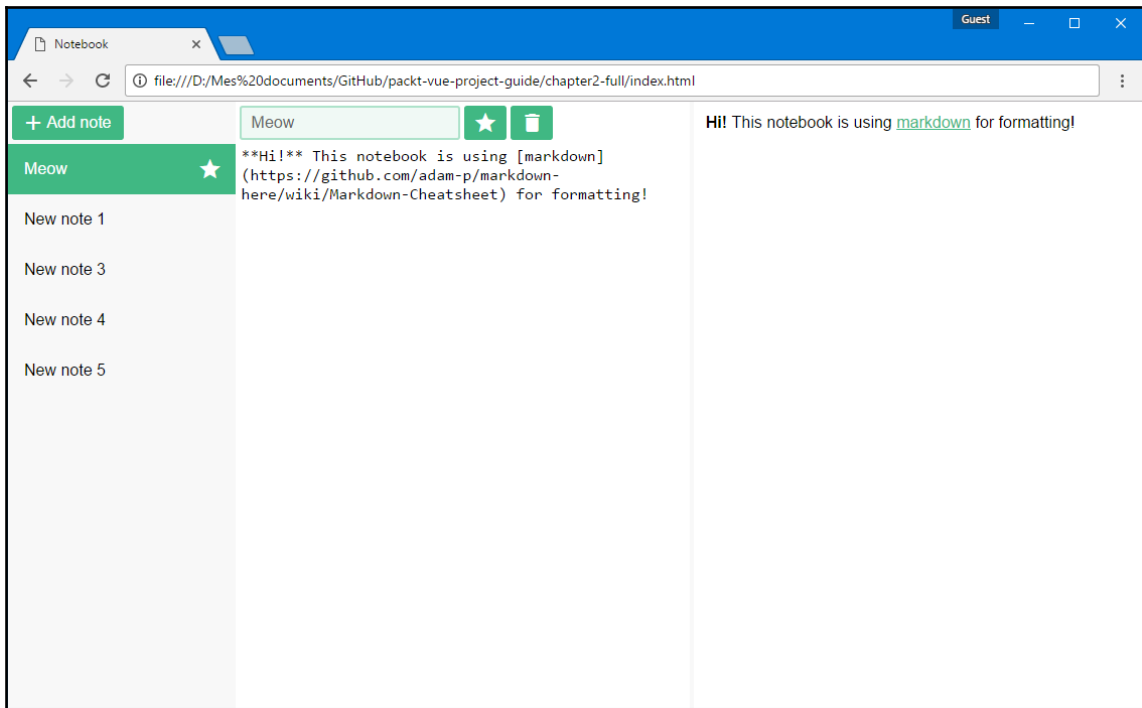 Guest
Notebook
file:///D:/Mes%20documents/GitHub/packt-vue-project-guide/chapter2-full/index.html
Add note
Meow
New note 1
New note 3
New note 4
New note 5
Meow
**Hi!** This notebook is using [markdown]
(https://github.com/adam-p/markdown-
here/wiki/Markdown-Cheatsheet) for formatting!
Hi! This notebook is using markdown for formatting!